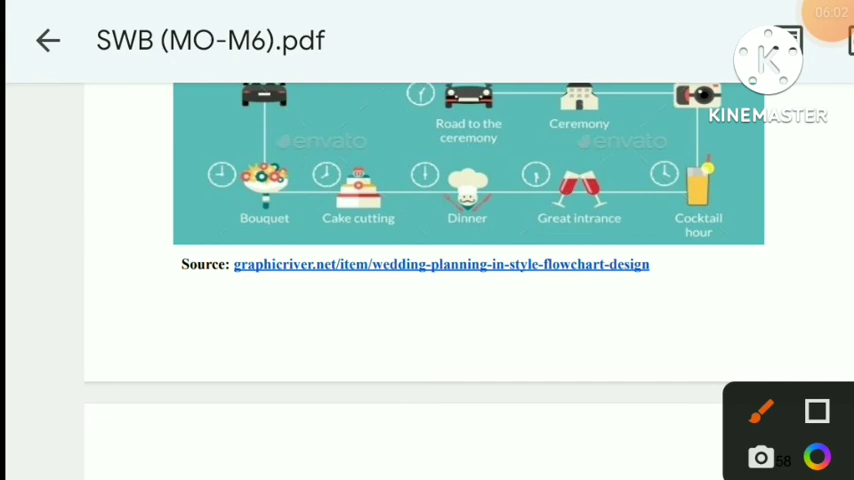 06:02
SWB (MO-M6).pdf
KINEMASTER
Road to the
ceremony
Ceremony
envato
envato
Bouquet
Cake cutting
Dinner
Great intrance
Cocktail
hour
Source: graphicriver.net/item/wedding-planning-in-style-flowchart-design
58